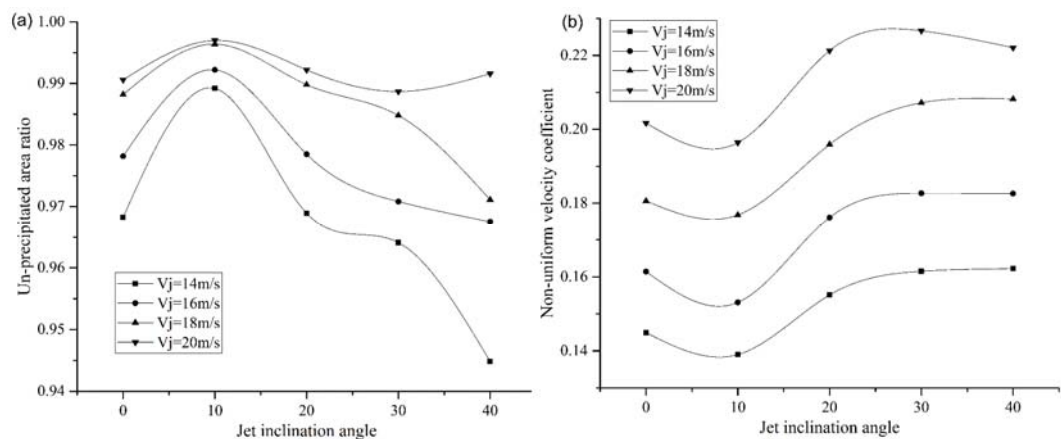 (a)
1.00
0.99
0.98
0.97
0.96
0.95
0.94
Un-precipitated area ratio
Vj=14m/s
Vj=16m/s
Vj=18m/s
Vj=20m/s
0 10 20 30 40
Jet inclination angle
(b)
0.22
0.20
0.18
0.16
0.14
Non-uniform velocity coefficient
Vj=14m/s
Vj=16m/s
Vj=18m/s
Vj=20m/s
0 10 20 30 40
Jet inclination angle